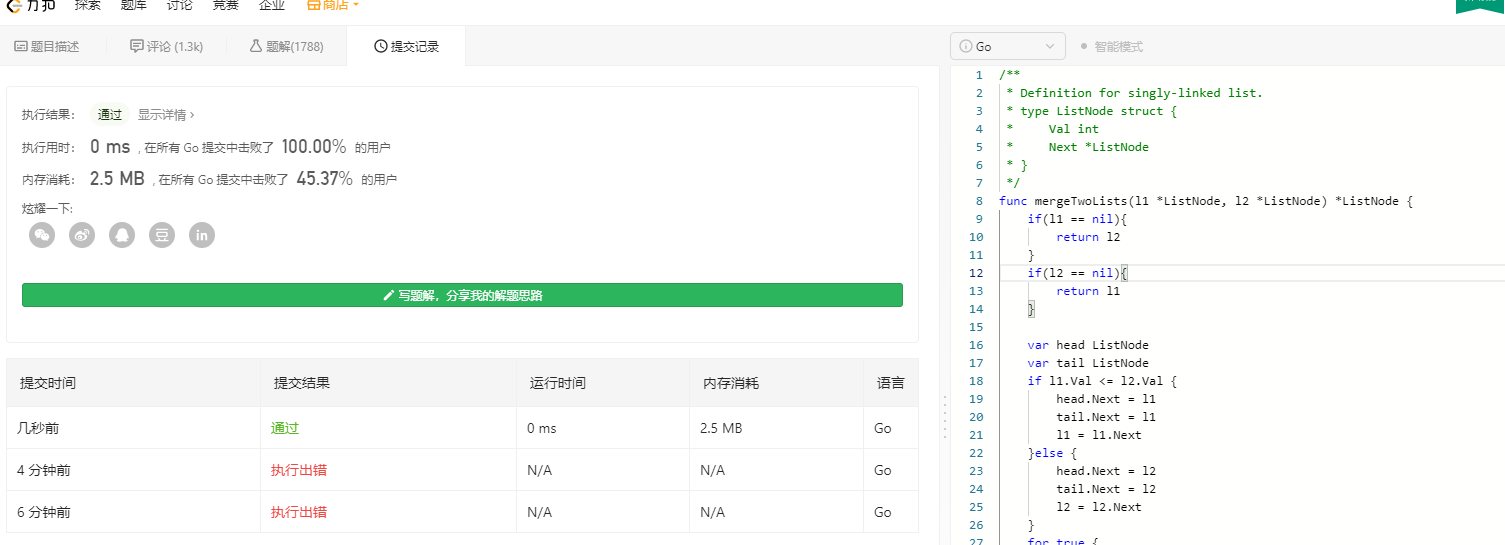 力扣 探索 题库 讨论 竞赛 企业 商店
题目描述 评论 (1.3k) 题解(1788) 提交记录
执行结果： 通过 显示详情 ›
执行用时： 0 ms , 在所有 Go 提交中击败了 100.00% 的用户
内存消耗： 2.5 MB , 在所有 Go 提交中击败了 45.37% 的用户
炫耀一下:
豆 in
写题解，分享我的解题思路
提交时间 提交结果 运行时间 内存消耗 语言
几秒前 通过 0 ms 2.5 MB Go
4 分钟前 执行出错 N/A N/A Go
6 分钟前 执行出错 N/A N/A Go
Go 智能模式
1 /**
2 * Definition for singly-linked list.
3 * type ListNode struct {
4 * Val int
5 * Next *ListNode
6 * }
7 */
8 func mergeTwoLists(l1 *ListNode, l2 *ListNode) *ListNode {
9 if(l1 == nil){
10 return l2
11 }
12 if(l2 == nil){
13 return l1
14 }
15
16 var head ListNode
17 var tail ListNode
18 if l1.Val <= l2.Val {
19 head.Next = l1
20 tail.Next = l1
21 l1 = l1.Next
22 }else {
23 head.Next = l2
24 tail.Next = l2
25 l2 = l2.Next
26 }
27 for true {